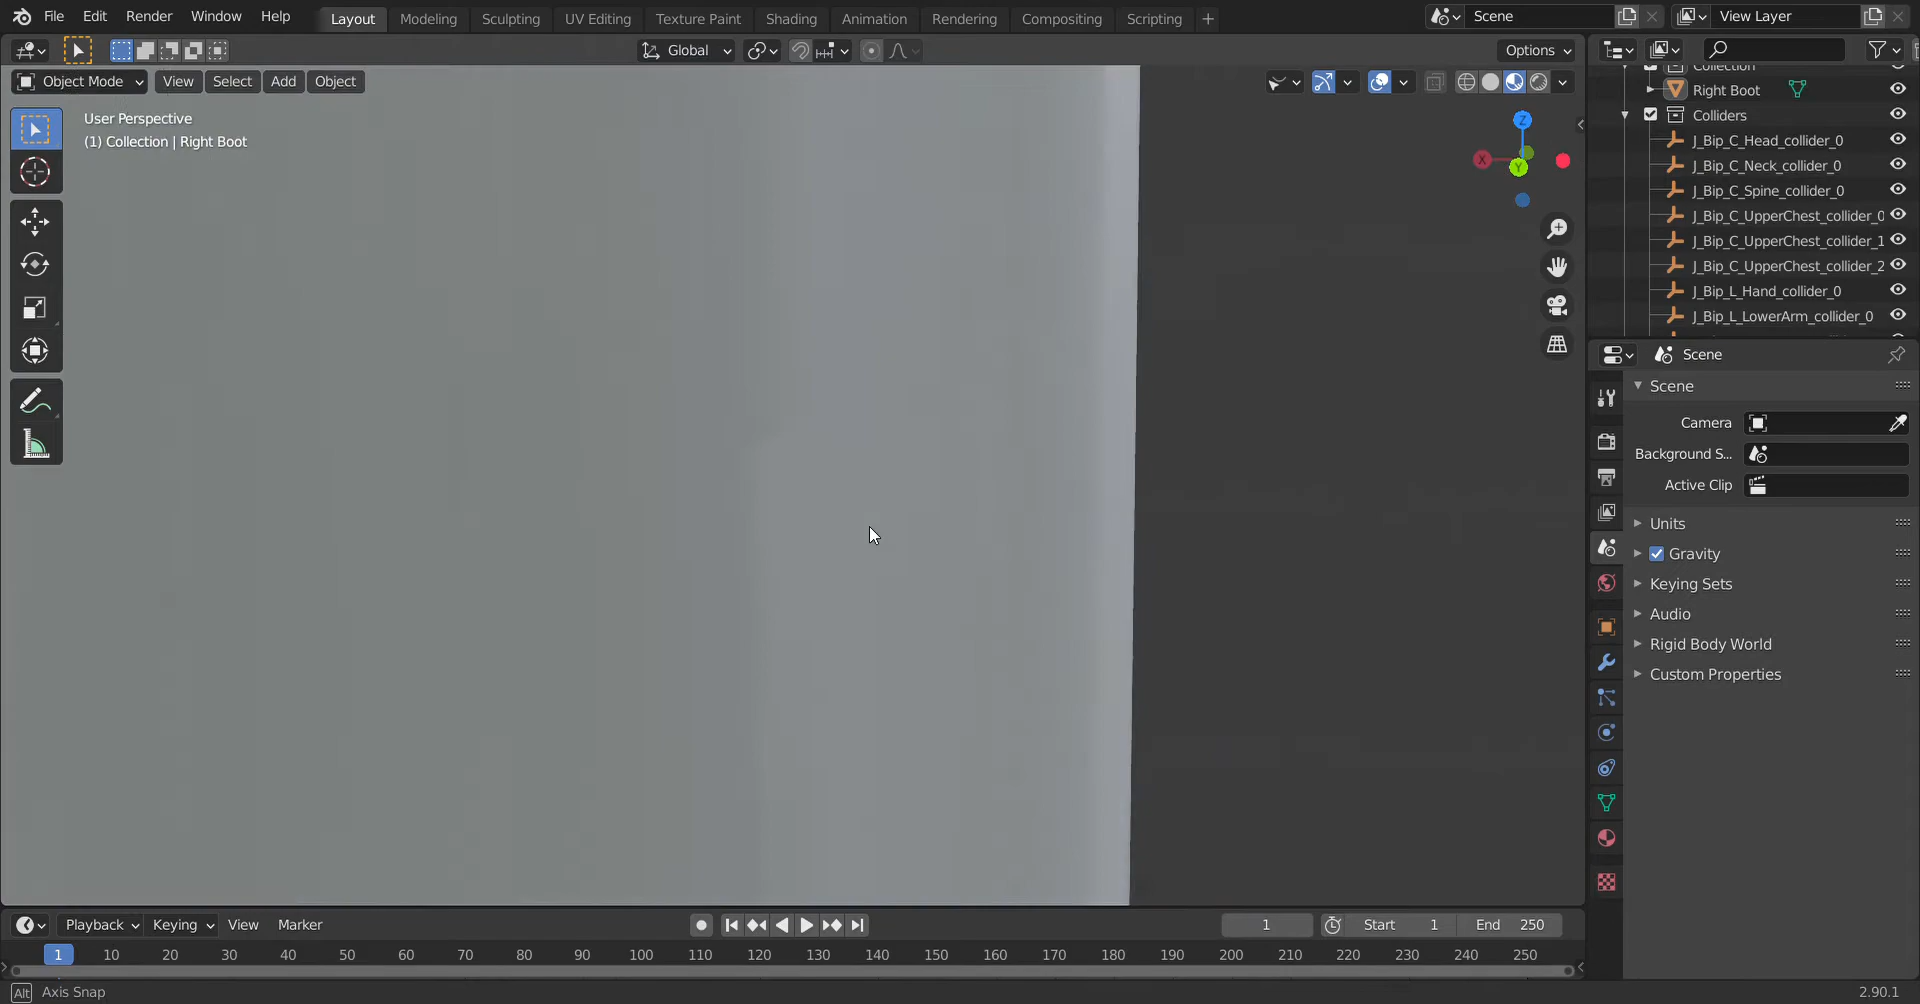 File Edit Render Window Help Layout Modeling Sculpting UV Editing Texture Paint Shading Animation Rendering Compositing Scripting + Scene View Layer
Global Options
Object Mode View Select Add Object
User Perspective
(1) Collection | Right Boot
Z
X
Y
Collection
Right Boot
Colliders
J_Bip_C_Head_collider_0
J_Bip_C_Neck_collider_0
J_Bip_C_Spine_collider_0
J_Bip_C_UpperChest_collider_0
J_Bip_C_UpperChest_collider_1
J_Bip_C_UpperChest_collider_2
J_Bip_L_Hand_collider_0
J_Bip_L_LowerArm_collider_0
Scene
Scene
Camera
Background S...
Active Clip
Units
Gravity
Keying Sets
Audio
Rigid Body World
Custom Properties
Playback Keying View Marker 1 Start 1 End 250
1 10 20 30 40 50 60 70 80 90 100 110 120 130 140 150 160 170 180 190 200 210 220 230 240 250
Alt Axis Snap 2.90.1